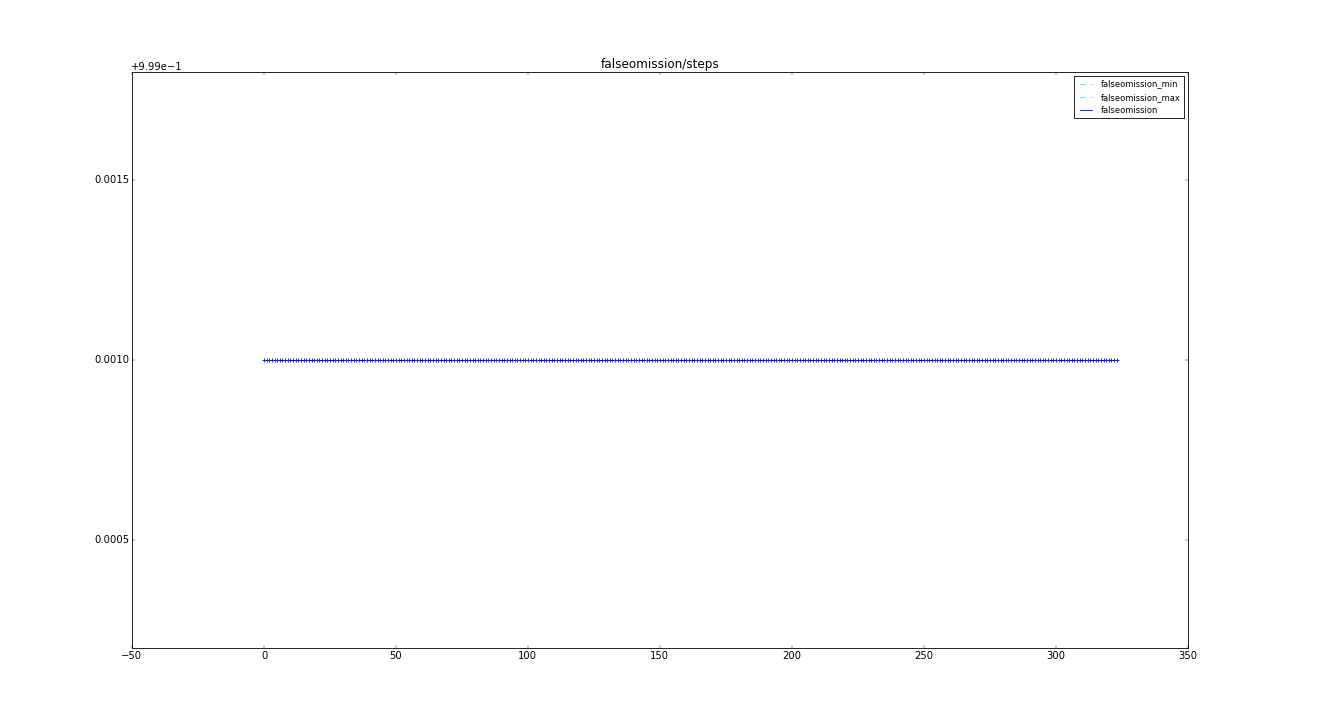 falseomission/steps
+9.99e−1
falseomission_min
falseomission_max
falseomission
0.0015
0.0010
0.0005
−50 0 50 100 150 200 250 300 350